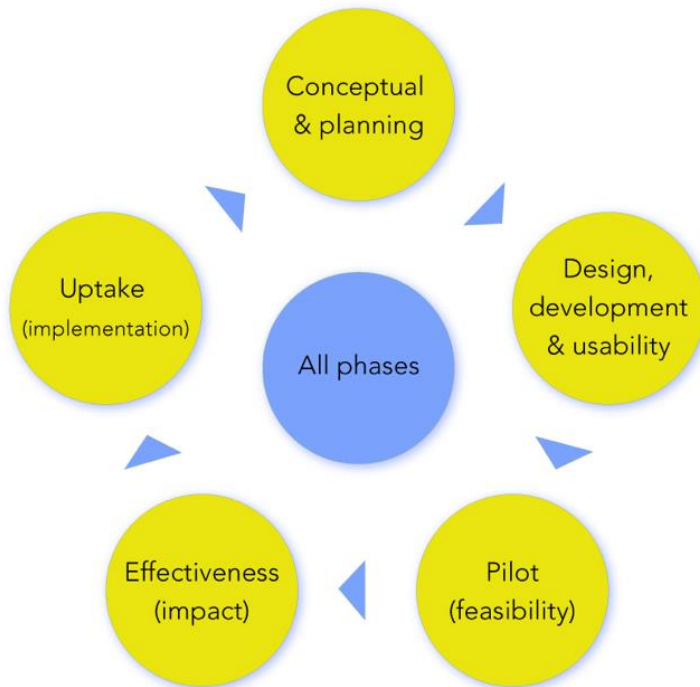 Conceptual
& planning
Design,
development
& usability
Pilot
(feasibility)
Effectiveness
(impact)
Uptake
(implementation)
All phases